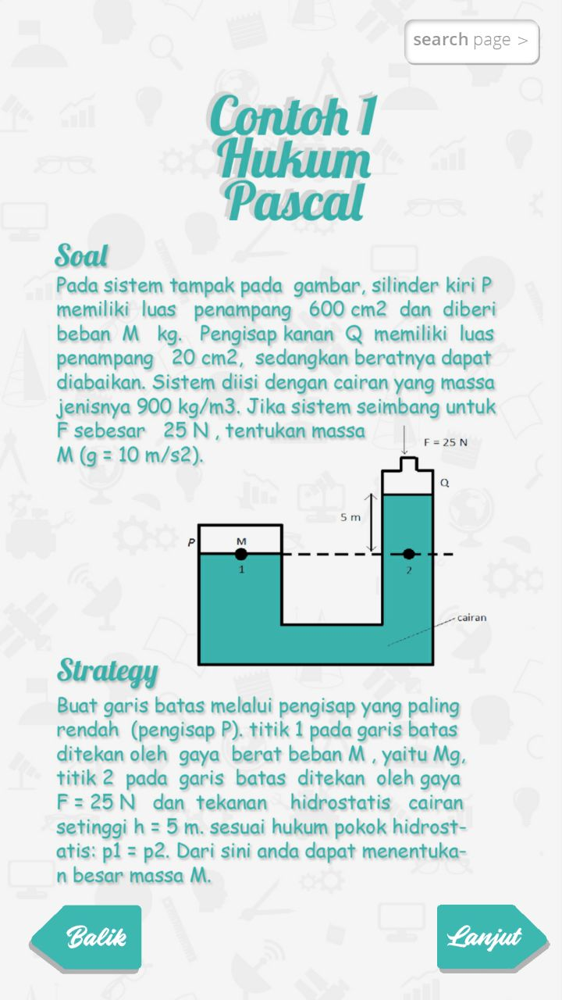 search page >
Contoh 1
Hukum
Pascal
Soal
Pada sistem tampak pada gambar, silinder kiri P
memiliki luas penampang 600 cm2 dan diberi
beban M kg. Pengisap kanan Q memiliki luas
penampang 20 cm2, sedangkan beratnya dapat
diabaikan. Sistem diisi dengan cairan yang massa
jenisnya 900 kg/m3. Jika sistem seimbang untuk
F sebesar 25 N , tentukan massa
M (g = 10 m/s2).
F = 25 N
Q
5 m
P
M
1
2
cairan
Strategy
Buat garis batas melalui pengisap yang paling
rendah (pengisap P). titik 1 pada garis batas
ditekan oleh gaya berat beban M , yaitu Mg,
titik 2 pada garis batas ditekan oleh gaya
F = 25 N dan tekanan hidrostatis cairan
setinggi h = 5 m. sesuai hukum pokok hidrost-
atis: p1 = p2. Dari sini anda dapat menentuka-
n besar massa M.
Balik
Lanjut